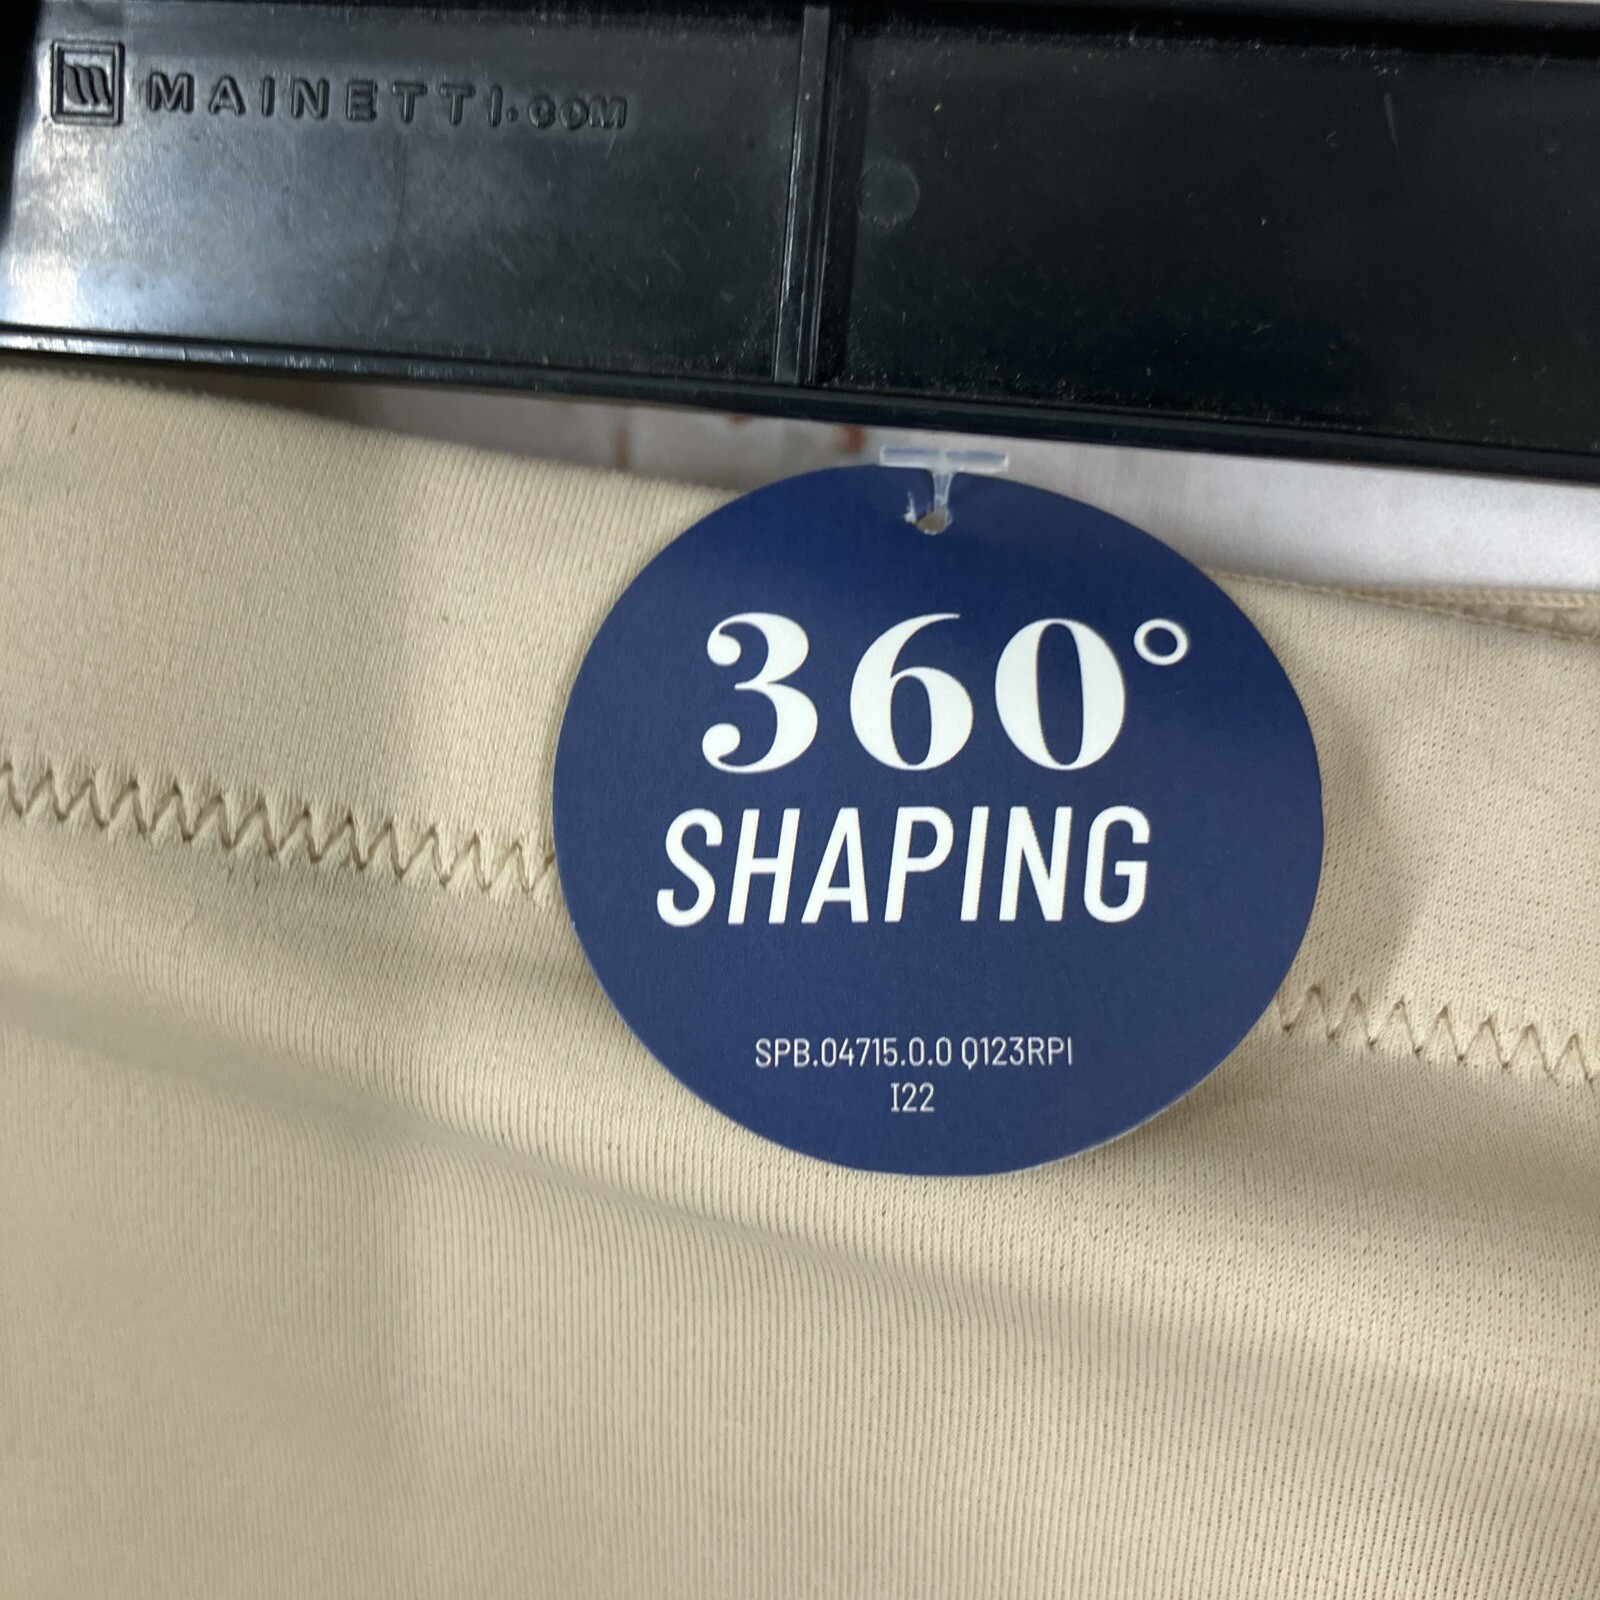 MAINETTI.COM
360°
SHAPING
SPB.04715.0.0 Q123RPI
I22